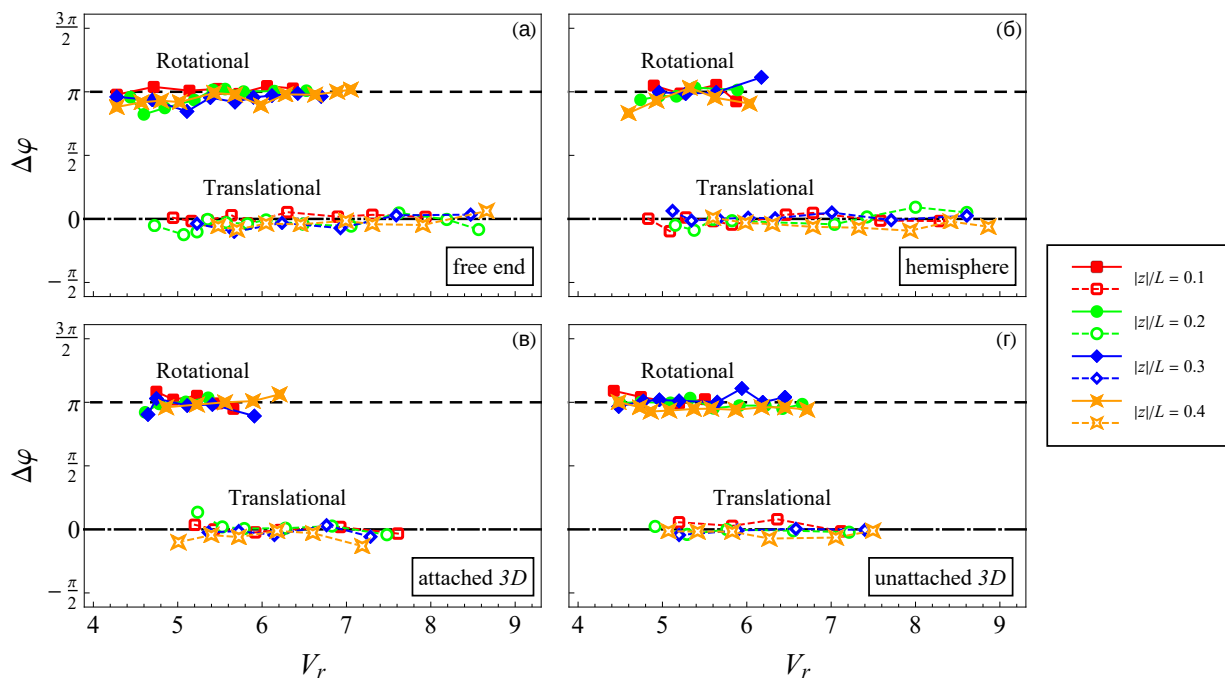 (а)
3π/2
Rotational
π
π/2
Δφ
Translational
0
−π/2
free end
(б)
Rotational
Translational
hemisphere
(в)
3π/2
Rotational
π
π/2
Δφ
Translational
0
−π/2
attached 3D
4 5 6 7 8 9
V_r
(г)
Rotational
Translational
unattached 3D
4 5 6 7 8 9
V_r
|z|/L = 0.1
|z|/L = 0.2
|z|/L = 0.3
|z|/L = 0.4